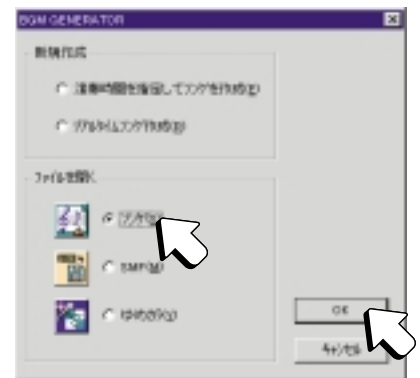 BGM GENERATOR
新規作成
演奏時間を指定してソングを作成(E)
リアルタイムソング作成(R)
ファイルを開く
ソング(S)
SMF(M)
OK
キャンセル